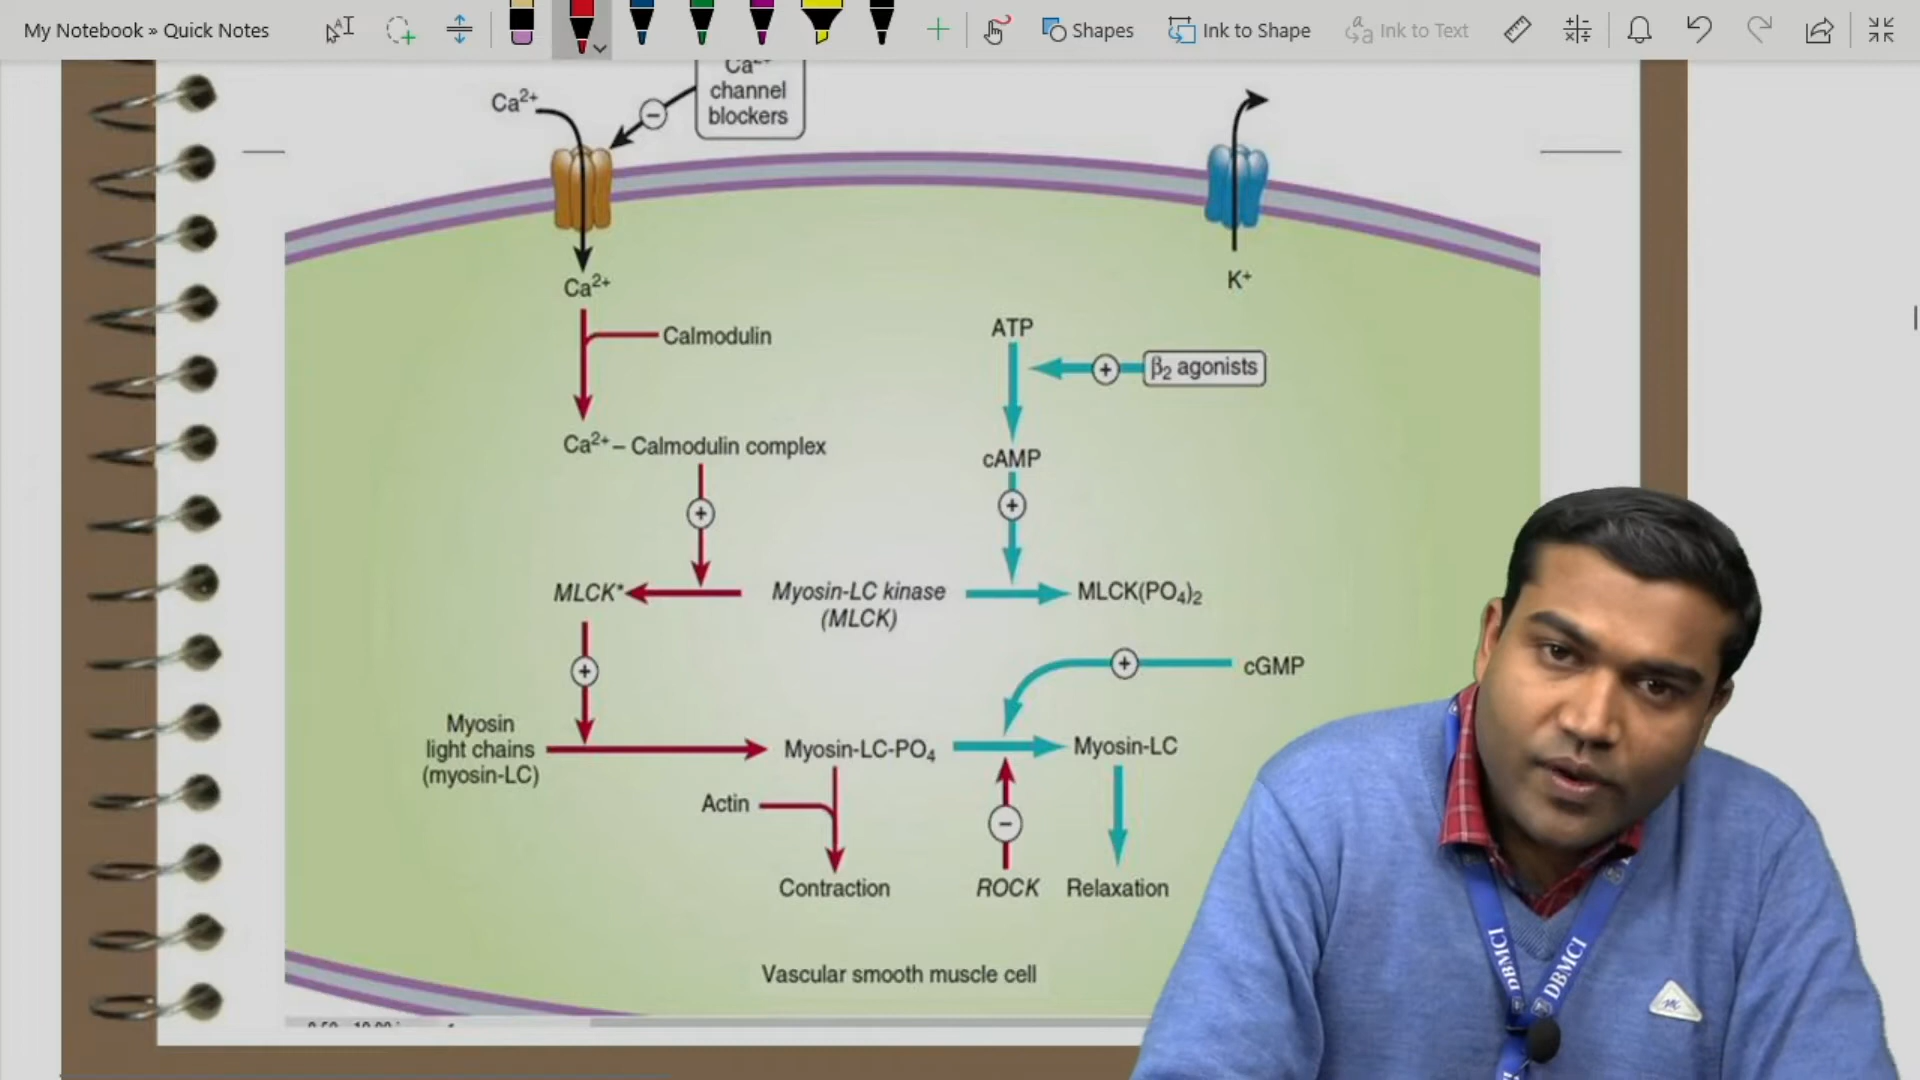 My Notebook » Quick Notes
Shapes
Ink to Shape
Ink to Text
Ca2+
channel
blockers
Ca2+
−
Ca2+
K+
Calmodulin
ATP
+
β2 agonists
Ca2+ – Calmodulin complex
cAMP
+
+
MLCK*
Myosin-LC kinase
(MLCK)
MLCK(PO4)2
+
+
cGMP
Myosin
light chains
(myosin-LC)
Myosin-LC-PO4
Myosin-LC
Actin
−
Contraction
ROCK
Relaxation
Vascular smooth muscle cell
DBMCI
DBMCI